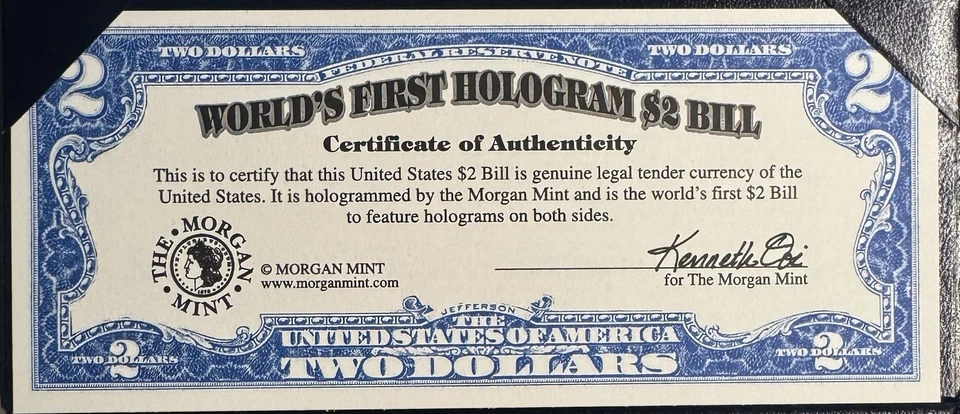 TWO DOLLARS
TWO DOLLARS
2
2
FEDERAL RESERVE NOTE
WORLD'S FIRST HOLOGRAM $2 BILL
Certificate of Authenticity
This is to certify that this United States $2 Bill is genuine legal tender currency of the
United States. It is hologrammed by the Morgan Mint and is the world's first $2 Bill
to feature holograms on both sides.
THE • MORGAN MINT •
© MORGAN MINT
www.morganmint.com
Kenneth Ooi
for The Morgan Mint
JEFFERSON
THE
UNITED STATES OF AMERICA
TWO DOLLARS
2
TWO DOLLARS
2
TWO DOLLARS